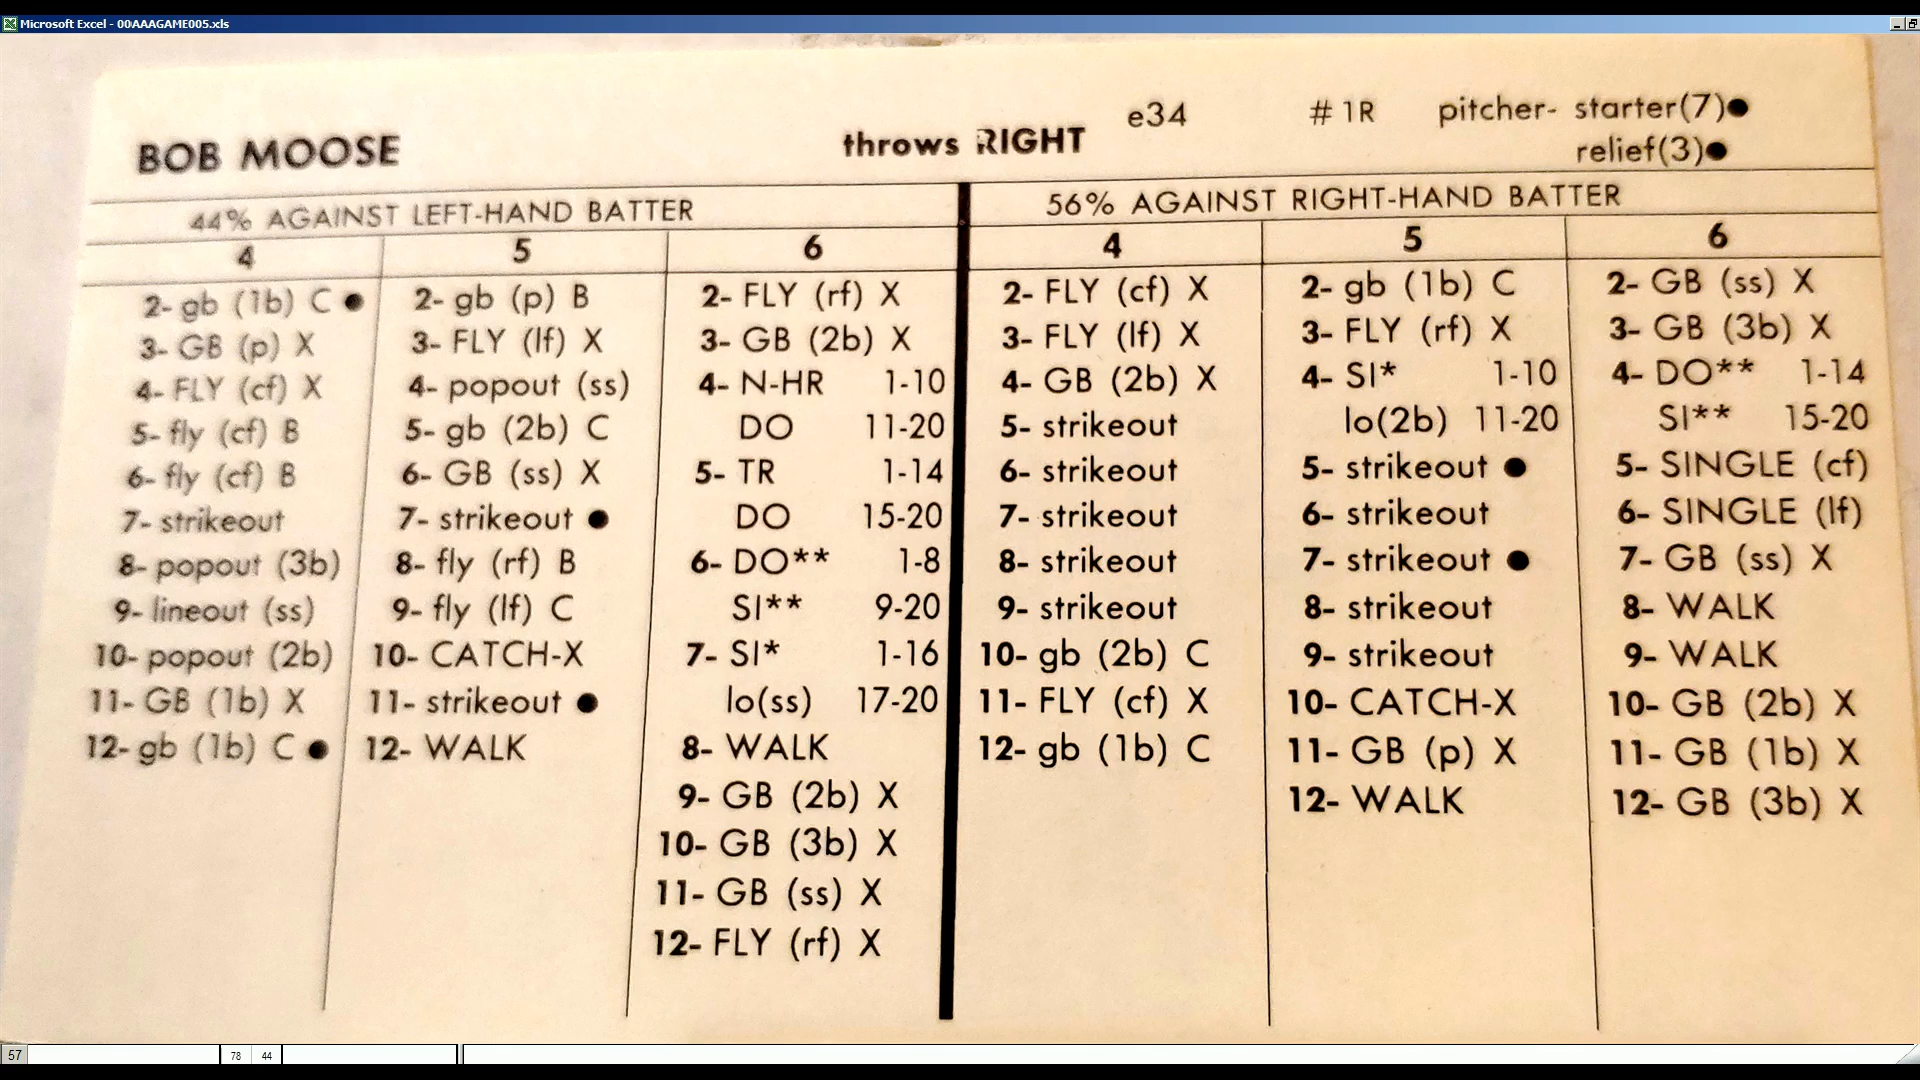 Microsoft Excel - 00AAAGAME005.xls
BOB MOOSE
throws RIGHT
e34
# 1R
pitcher- starter(7)●
relief(3)●
44% AGAINST LEFT-HAND BATTER
4
2- gb (1b) C ●
3- GB (p) X
4- FLY (cf) X
5- fly (cf) B
6- fly (cf) B
7- strikeout
8- popout (3b)
9- lineout (ss)
10- popout (2b)
11- GB (1b) X
12- gb (1b) C ●
5
2- gb (p) B
3- FLY (lf) X
4- popout (ss)
5- gb (2b) C
6- GB (ss) X
7- strikeout ●
8- fly (rf) B
9- fly (lf) C
10- CATCH-X
11- strikeout ●
12- WALK
6
2- FLY (rf) X
3- GB (2b) X
4- N-HR 1-10
DO 11-20
5- TR 1-14
DO 15-20
6- DO** 1-8
SI** 9-20
7- SI* 1-16
lo(ss) 17-20
8- WALK
9- GB (2b) X
10- GB (3b) X
11- GB (ss) X
12- FLY (rf) X
56% AGAINST RIGHT-HAND BATTER
4
2- FLY (cf) X
3- FLY (lf) X
4- GB (2b) X
5- strikeout
6- strikeout
7- strikeout
8- strikeout
9- strikeout
10- gb (2b) C
11- FLY (cf) X
12- gb (1b) C
5
2- gb (1b) C
3- FLY (rf) X
4- SI* 1-10
lo(2b) 11-20
5- strikeout ●
6- strikeout
7- strikeout ●
8- strikeout
9- strikeout
10- CATCH-X
11- GB (p) X
12- WALK
6
2- GB (ss) X
3- GB (3b) X
4- DO** 1-14
SI** 15-20
5- SINGLE (cf)
6- SINGLE (lf)
7- GB (ss) X
8- WALK
9- WALK
10- GB (2b) X
11- GB (1b) X
12- GB (3b) X
57
78 44